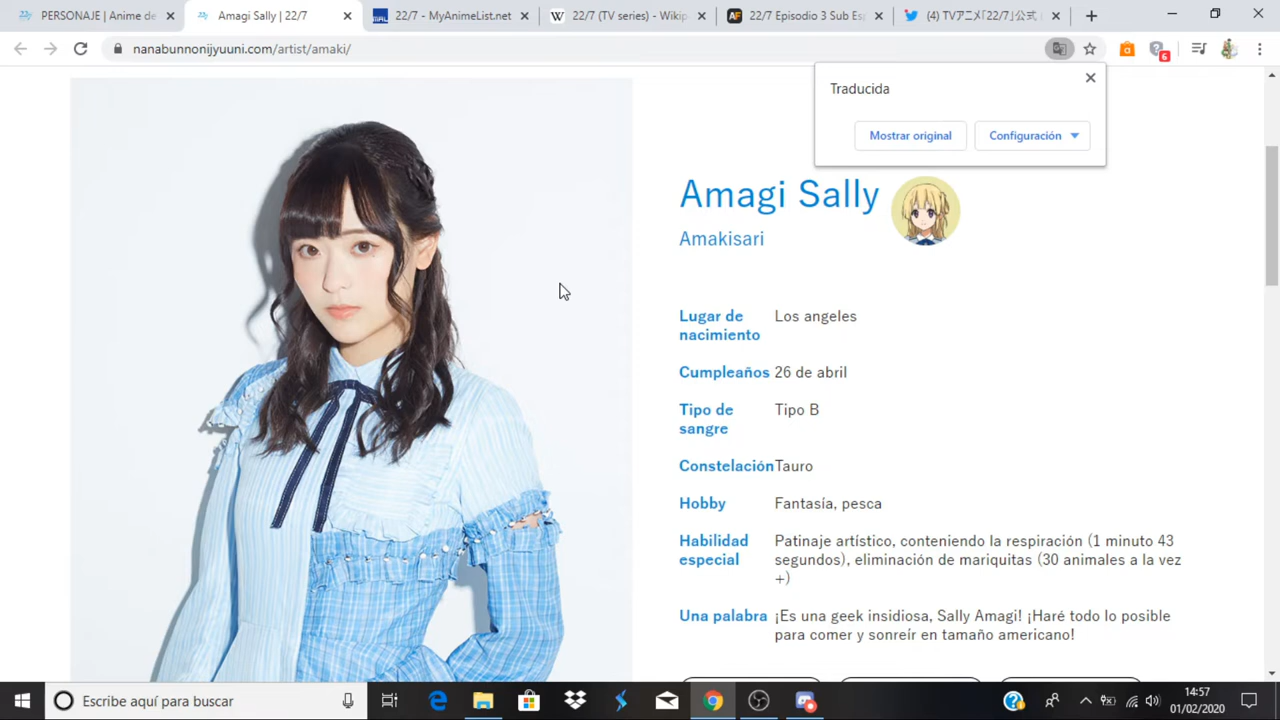 PERSONAJE | Anime de
Amagi Sally | 22/7
22/7 - MyAnimeList.net
22/7 (TV series) - Wikip
22/7 Episodio 3 Sub Esp
(4) TVアニメ「22/7」公式
nanabunnonijyuuni.com/artist/amaki/
Traducida
Mostrar original
Configuración
Amagi Sally
Amakisari
Lugar de nacimiento Los angeles
Cumpleaños 26 de abril
Tipo de sangre Tipo B
Constelación Tauro
Hobby Fantasía, pesca
Habilidad especial Patinaje artístico, conteniendo la respiración (1 minuto 43
segundos), eliminación de mariquitas (30 animales a la vez
+)
Una palabra ¡Es una geek insidiosa, Sally Amagi! ¡Haré todo lo posible
para comer y sonreír en tamaño americano!
Escribe aquí para buscar
14:57
01/02/2020